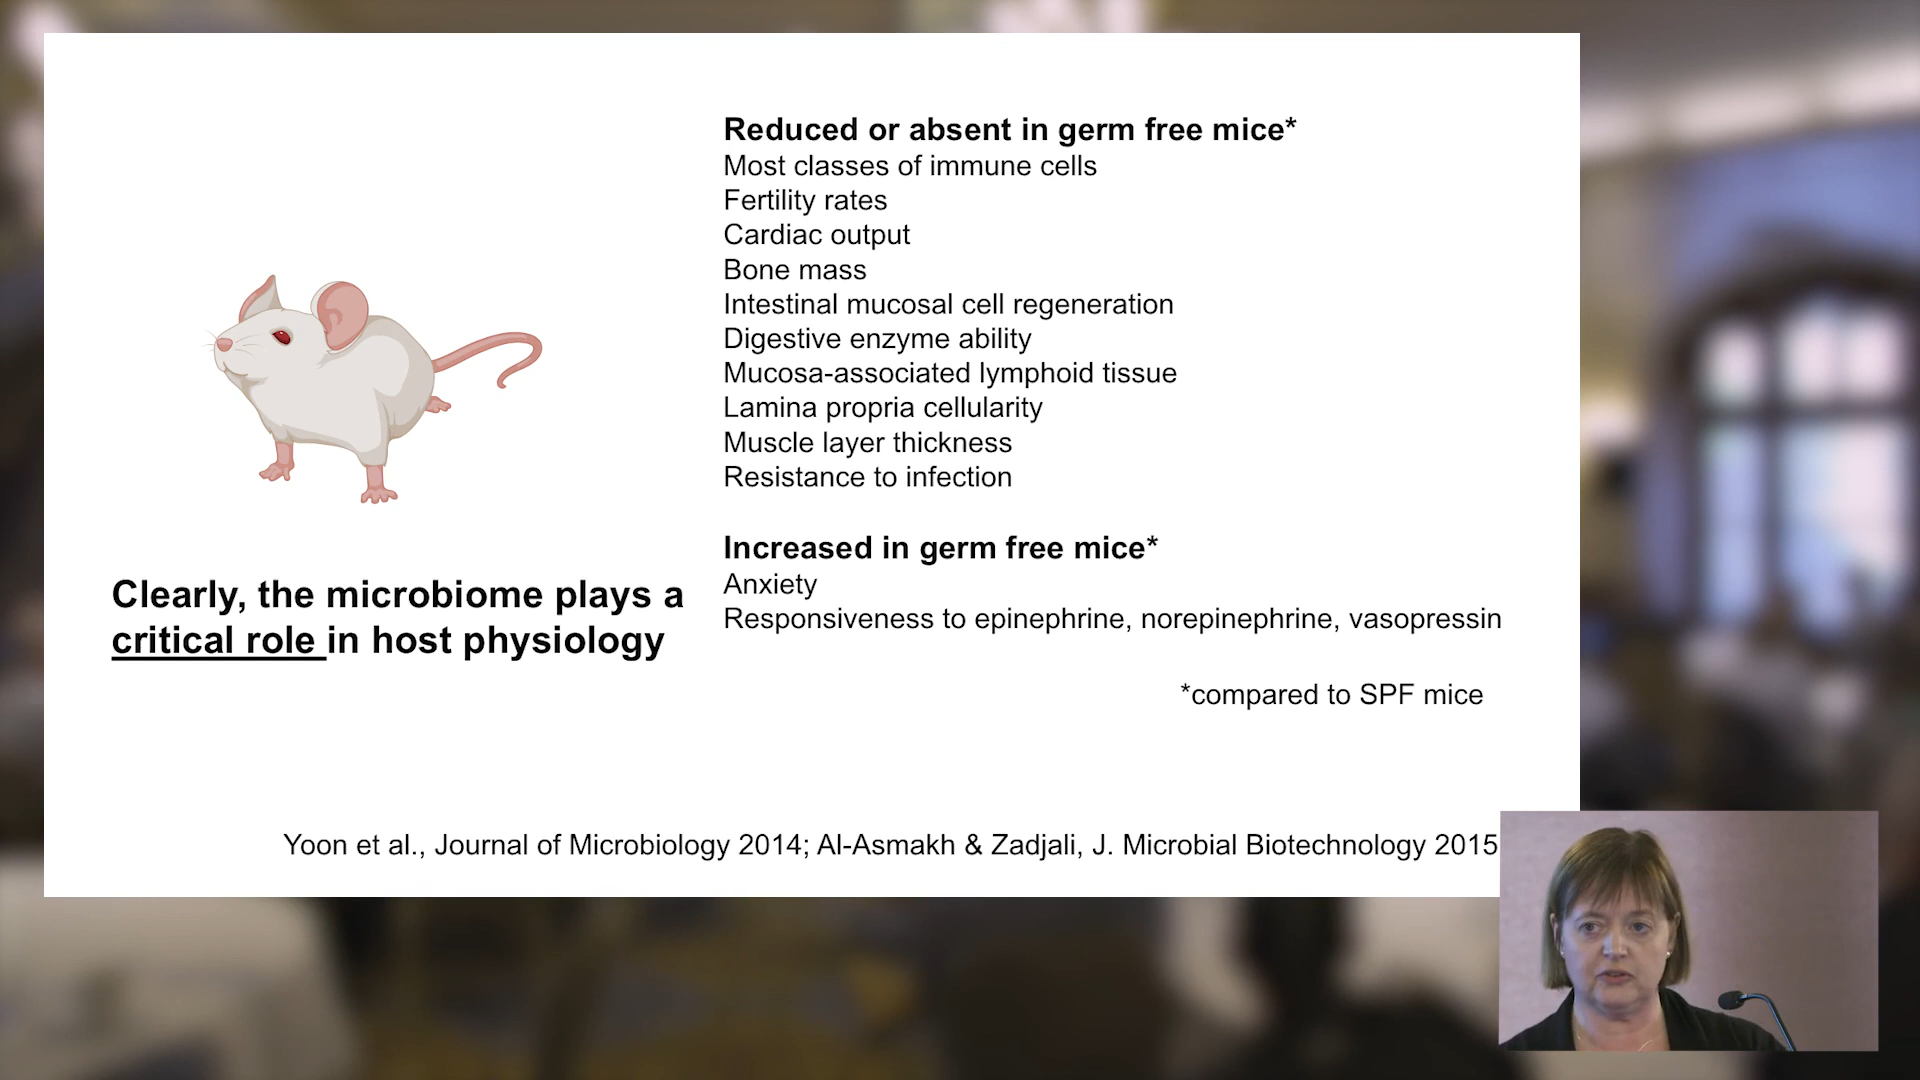 Reduced or absent in germ free mice*
Most classes of immune cells
Fertility rates
Cardiac output
Bone mass
Intestinal mucosal cell regeneration
Digestive enzyme ability
Mucosa-associated lymphoid tissue
Lamina propria cellularity
Muscle layer thickness
Resistance to infection
Increased in germ free mice*
Anxiety
Responsiveness to epinephrine, norepinephrine, vasopressin
*compared to SPF mice
Clearly, the microbiome plays a
critical role in host physiology
Yoon et al., Journal of Microbiology 2014; Al-Asmakh & Zadjali, J. Microbial Biotechnology 2015